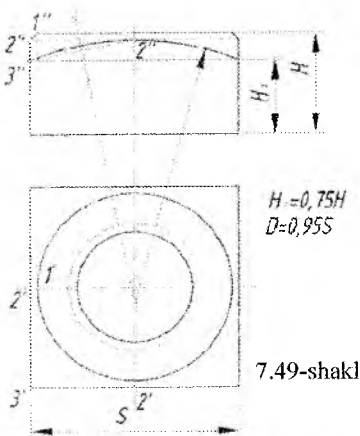 1"
2"
3"
2"
H₁
H
H₁=0,75H
D=0,95S
1'
2'
3'
2'
S
7.49-shakl